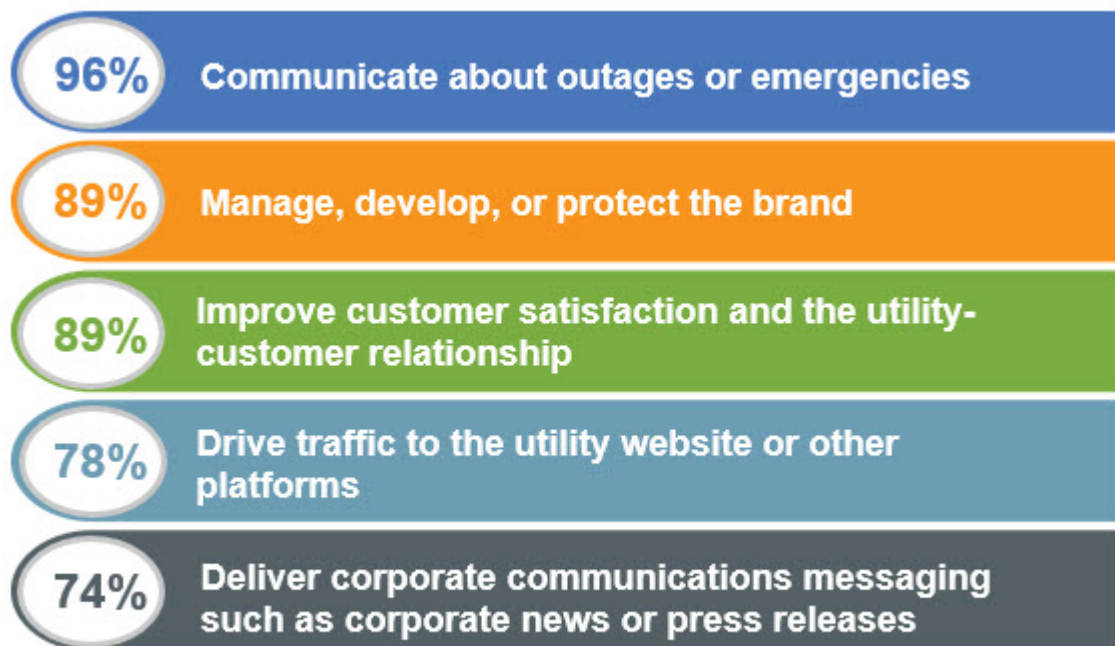 96%
Communicate about outages or emergencies
89%
Manage, develop, or protect the brand
89%
Improve customer satisfaction and the utility-
customer relationship
78%
Drive traffic to the utility website or other
platforms
74%
Deliver corporate communications messaging
such as corporate news or press releases